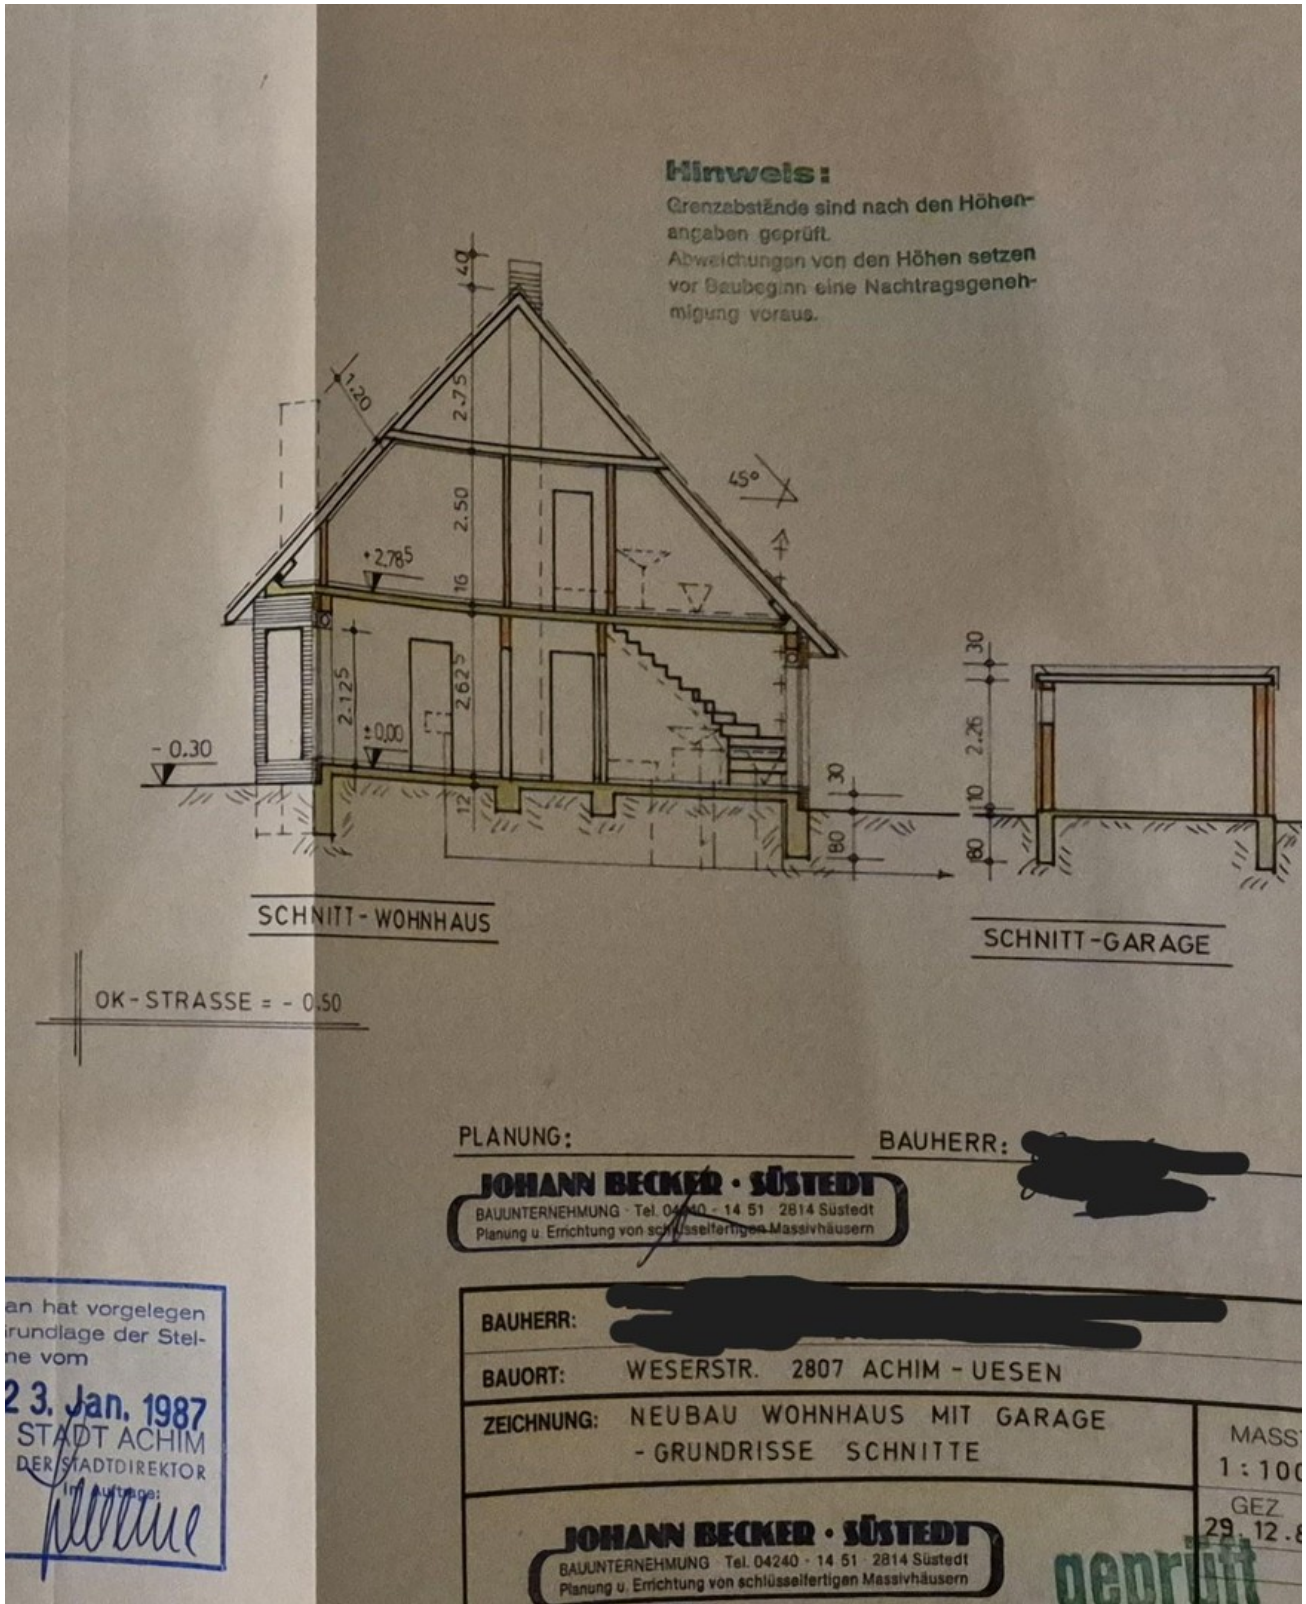 Hinweis:
Grenzabstände sind nach den Höhen-
angaben geprüft.
Abweichungen von den Höhen setzen
vor Baubeginn eine Nachtragsgeneh-
migung voraus.
40
1.20
2.75
45°
2.50
+2.78⁵
16
30
2.12⁵
2.62⁵
2.26
±0,00
- 0.30
30
10
12
80
80
SCHNITT-WOHNHAUS
SCHNITT-GARAGE
OK-STRASSE = - 0.50
PLANUNG:
BAUHERR:
JOHANN BECKER · SÜSTEDT
BAUUNTERNEHMUNG · Tel. 04240 - 14 51 · 2814 Süstedt
Planung u. Errichtung von schlüsselfertigen Massivhäusern
an hat vorgelegen
rundlage der Stel-
ne vom
23. Jan. 1987
STADT ACHIM
DER STADTDIREKTOR
Im Auftrage:
BAUHERR:
BAUORT: WESERSTR. 2807 ACHIM - UESEN
ZEICHNUNG: NEUBAU WOHNHAUS MIT GARAGE
- GRUNDRISSE SCHNITTE
MASST
1:100
GEZ
29.12.8
JOHANN BECKER · SÜSTEDT
BAUUNTERNEHMUNG · Tel. 04240 - 14 51 · 2814 Süstedt
Planung u. Errichtung von schlüsselfertigen Massivhäusern
geprüft